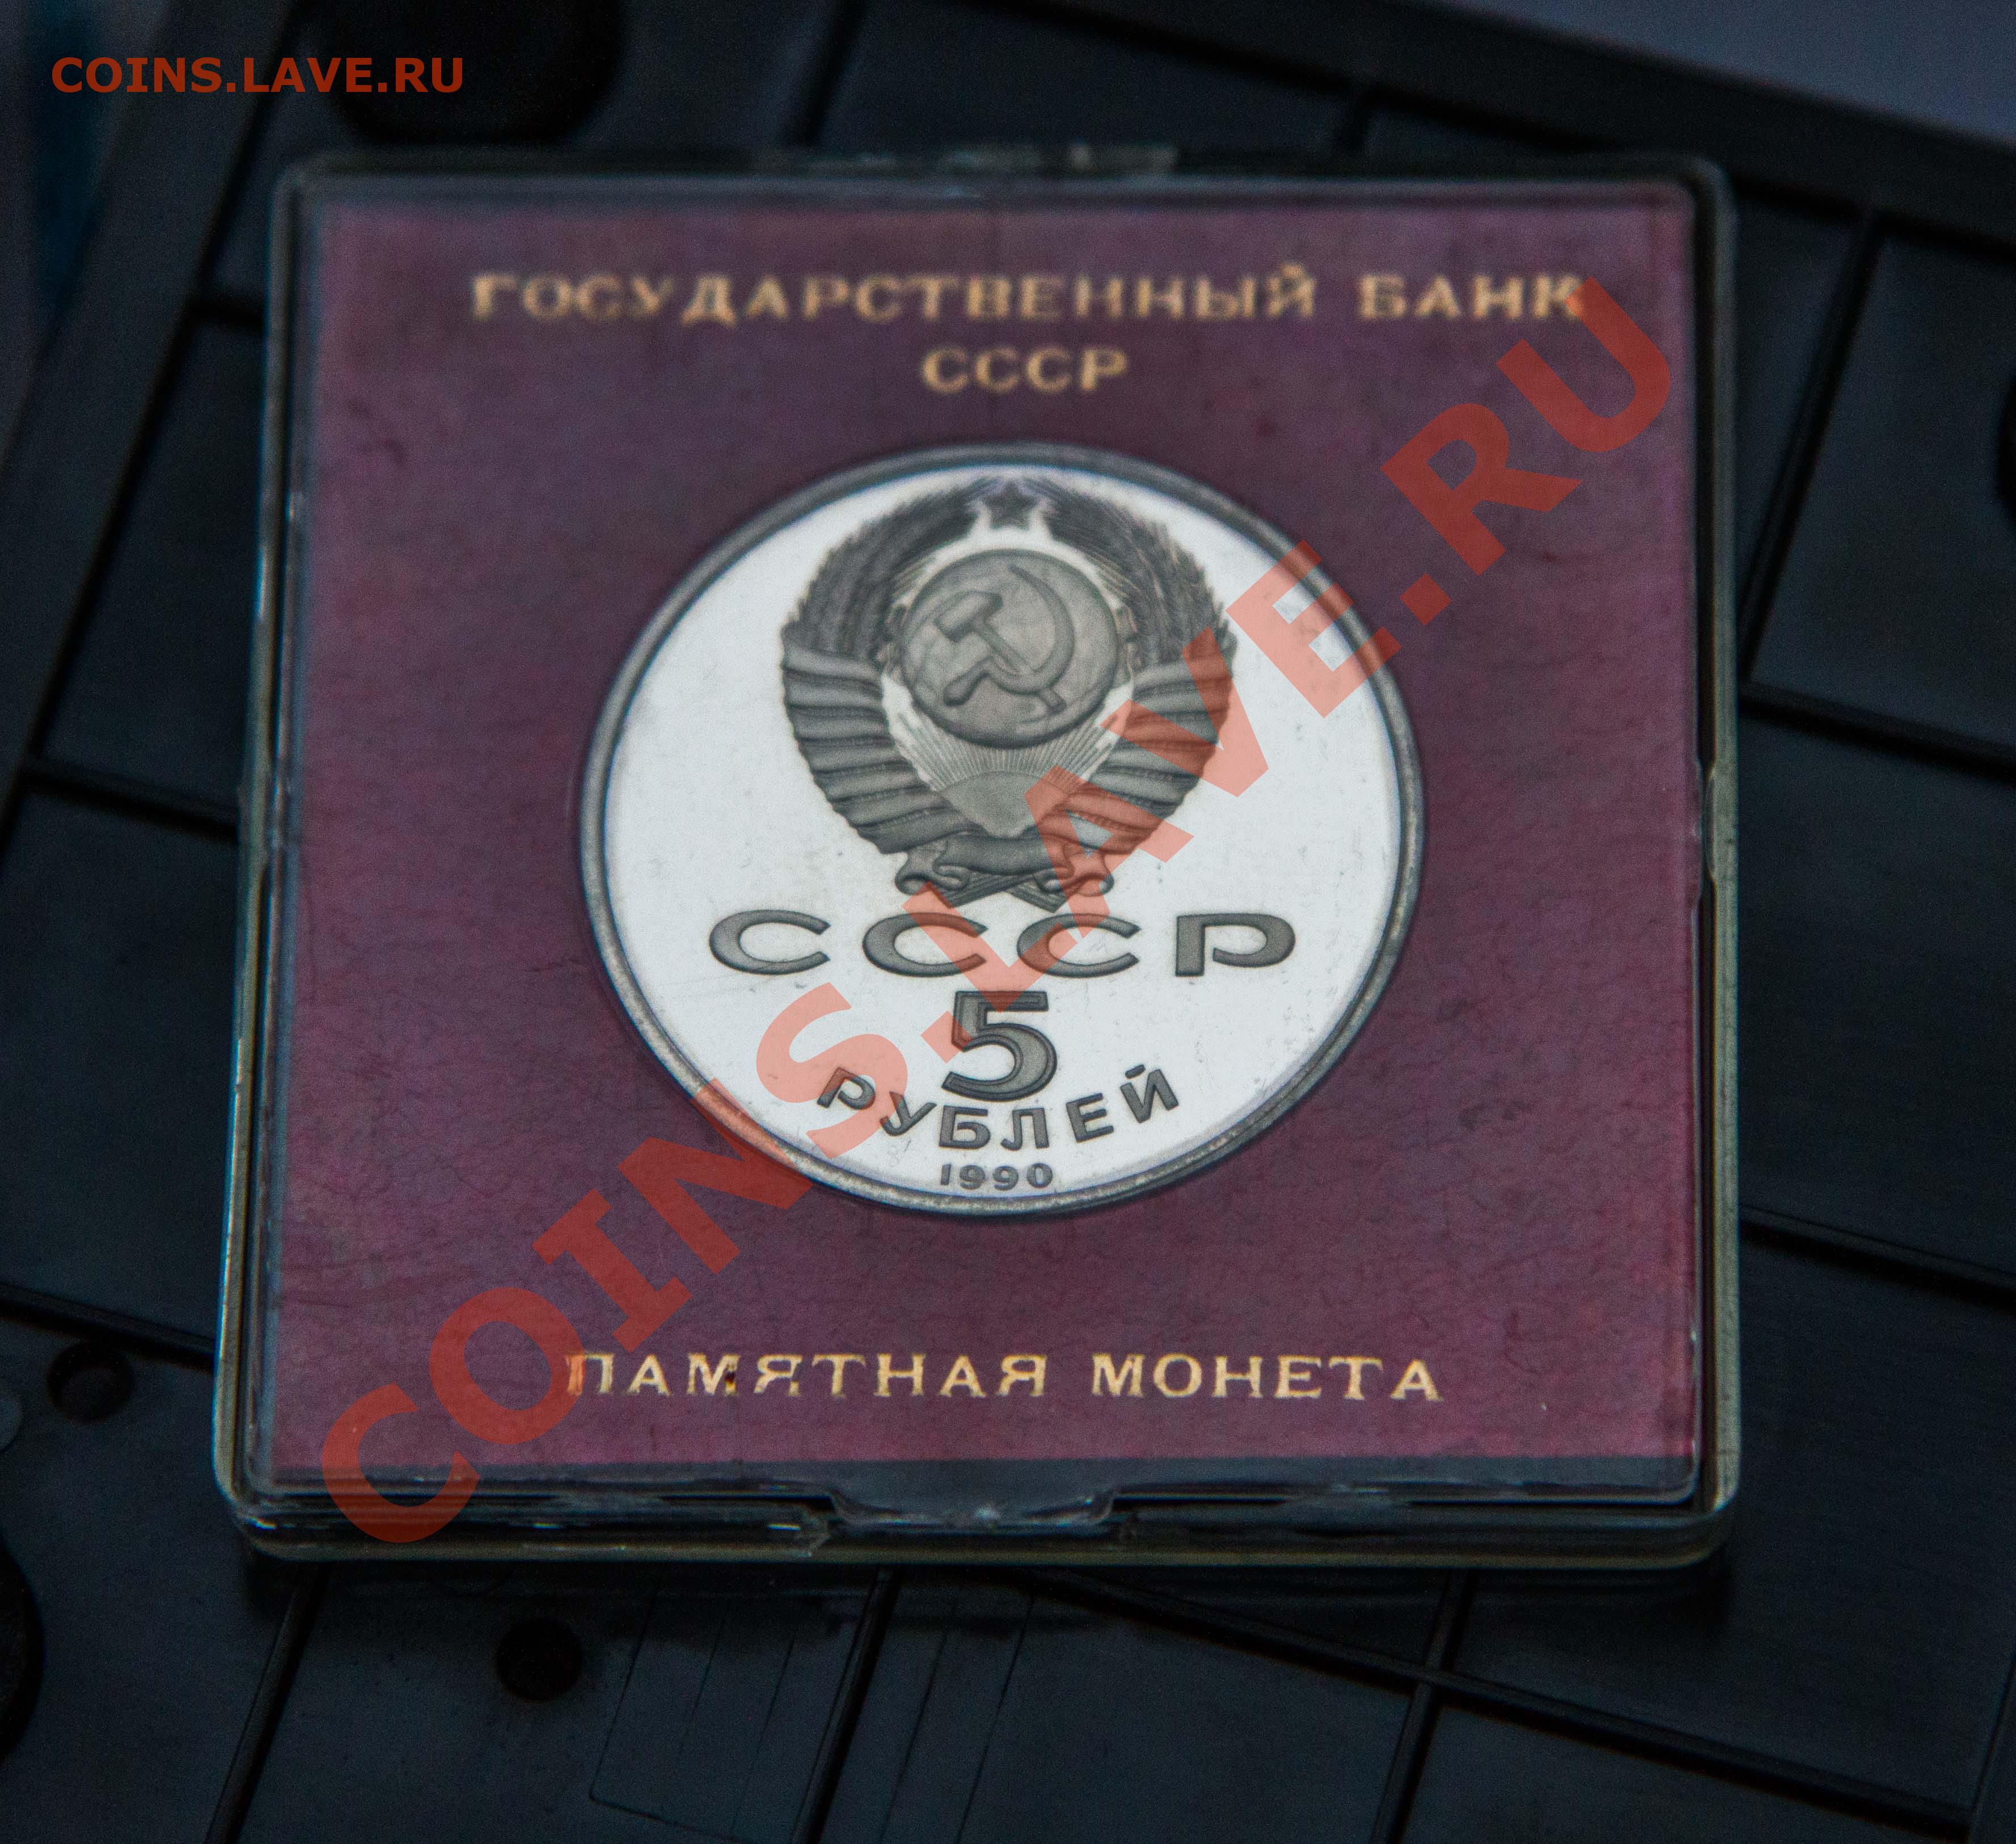 COINS.LAVE.RU
ГОСУДАРСТВЕННЫЙ БАНК
СССР
СССР
5
РУБЛЕЙ
1990
ПАМЯТНАЯ МОНЕТА
COINS.LAVE.RU